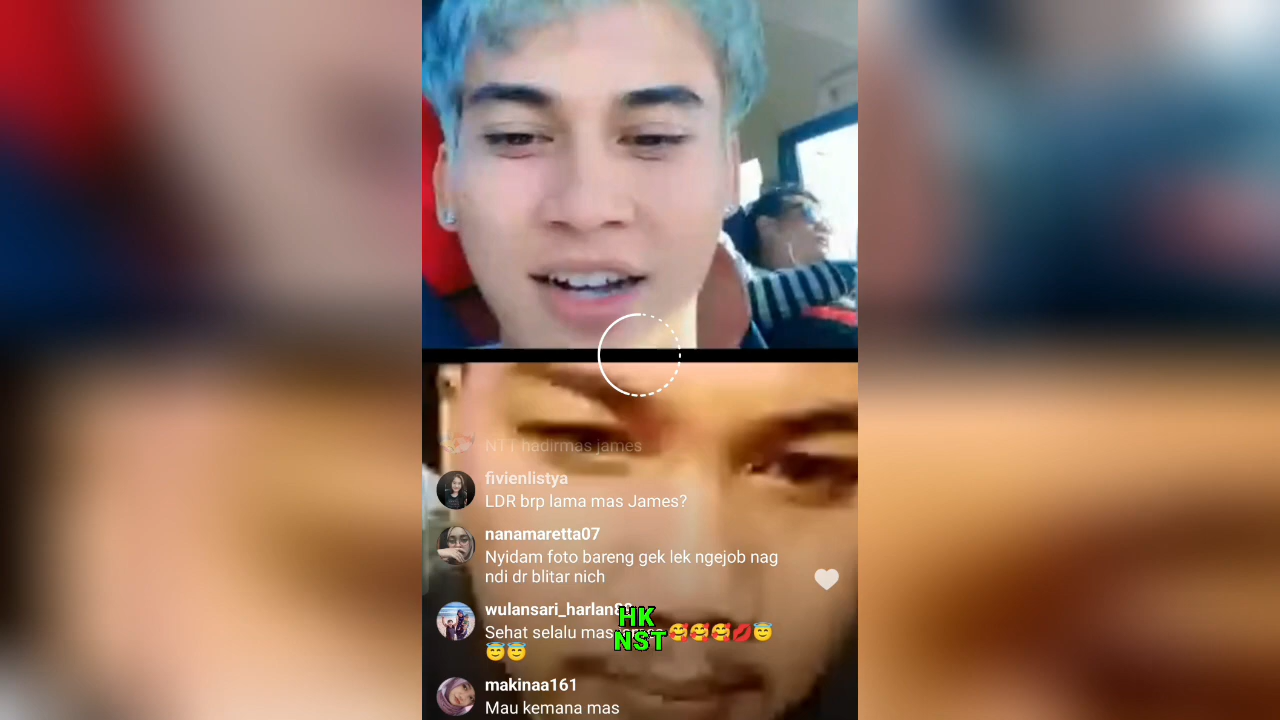 NTT hadirmas james
fivienlistya
LDR brp lama mas James?
nanamaretta07
Nyidam foto bareng gek lek ngejob nag
ndi dr blitar nich
wulansari_harlan
HK
Sehat selalu mas 🥰🥰🥰💋😇
NST
😇😇
makinaa161
Mau kemana mas